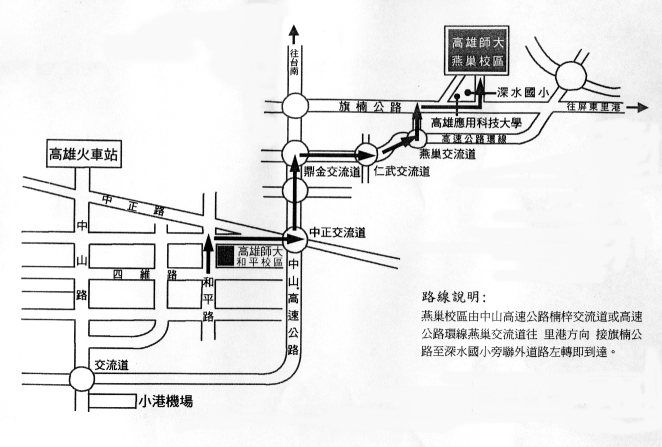 高雄師大
燕巢校區
往台南
深水國小
旗楠公路
往屏東里港
高雄應用科技大學
高速公路環線
燕巢交流道
高雄火車站
鼎金交流道
仁武交流道
中正路
中正交流道
中山路
高雄師大
和平校區
四維路
和平路
中山高速公路
路線說明:
燕巢校區由中山高速公路楠梓交流道或高速
公路環線燕巢交流道往 里港方向 接旗楠公
路至深水國小旁聯外道路左轉即到達。
交流道
小港機場